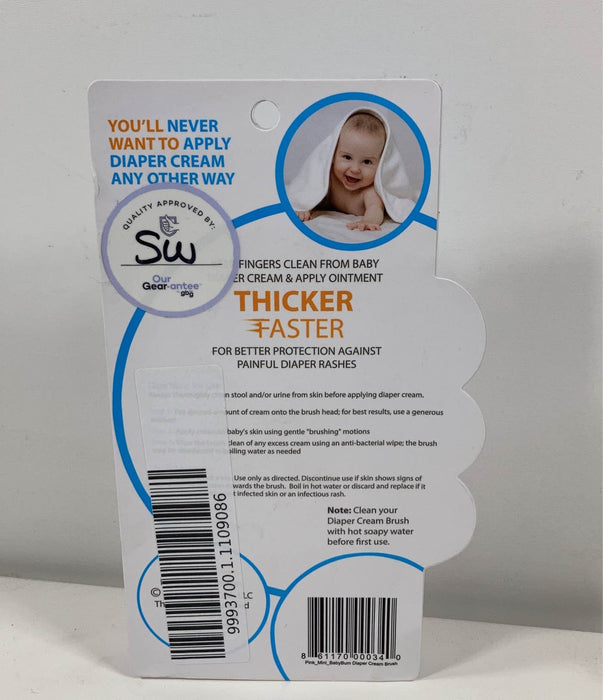 YOU'LL NEVER
WANT TO APPLY
DIAPER CREAM
ANY OTHER WAY
QUALITY APPROVED BY:
SW
Our
Gear-antee
by gbg
FINGERS CLEAN FROM BABY
ER CREAM & APPLY OINTMENT
THICKER
FASTER
FOR BETTER PROTECTION AGAINST
PAINFUL DIAPER RASHES
Always thoroughly clean stool and/or urine from skin before applying diaper cream.
amount of cream onto the brush head; for best results, use a generous
baby's skin using gentle "brushing" motions
clean of any excess cream using an anti-bacterial wipe; the brush
boiling water as needed
Use only as directed. Discontinue use if skin shows signs of
wards the brush. Boil in hot water or discard and replace if it
t infected skin or an infectious rash.
Note: Clean your
Diaper Cream Brush
with hot soapy water
before first use.
9993700.1.1109086
©
LC
Th
d
8 61170 00034 0
Pink_Mini_BabyBum Diaper Cream Brush